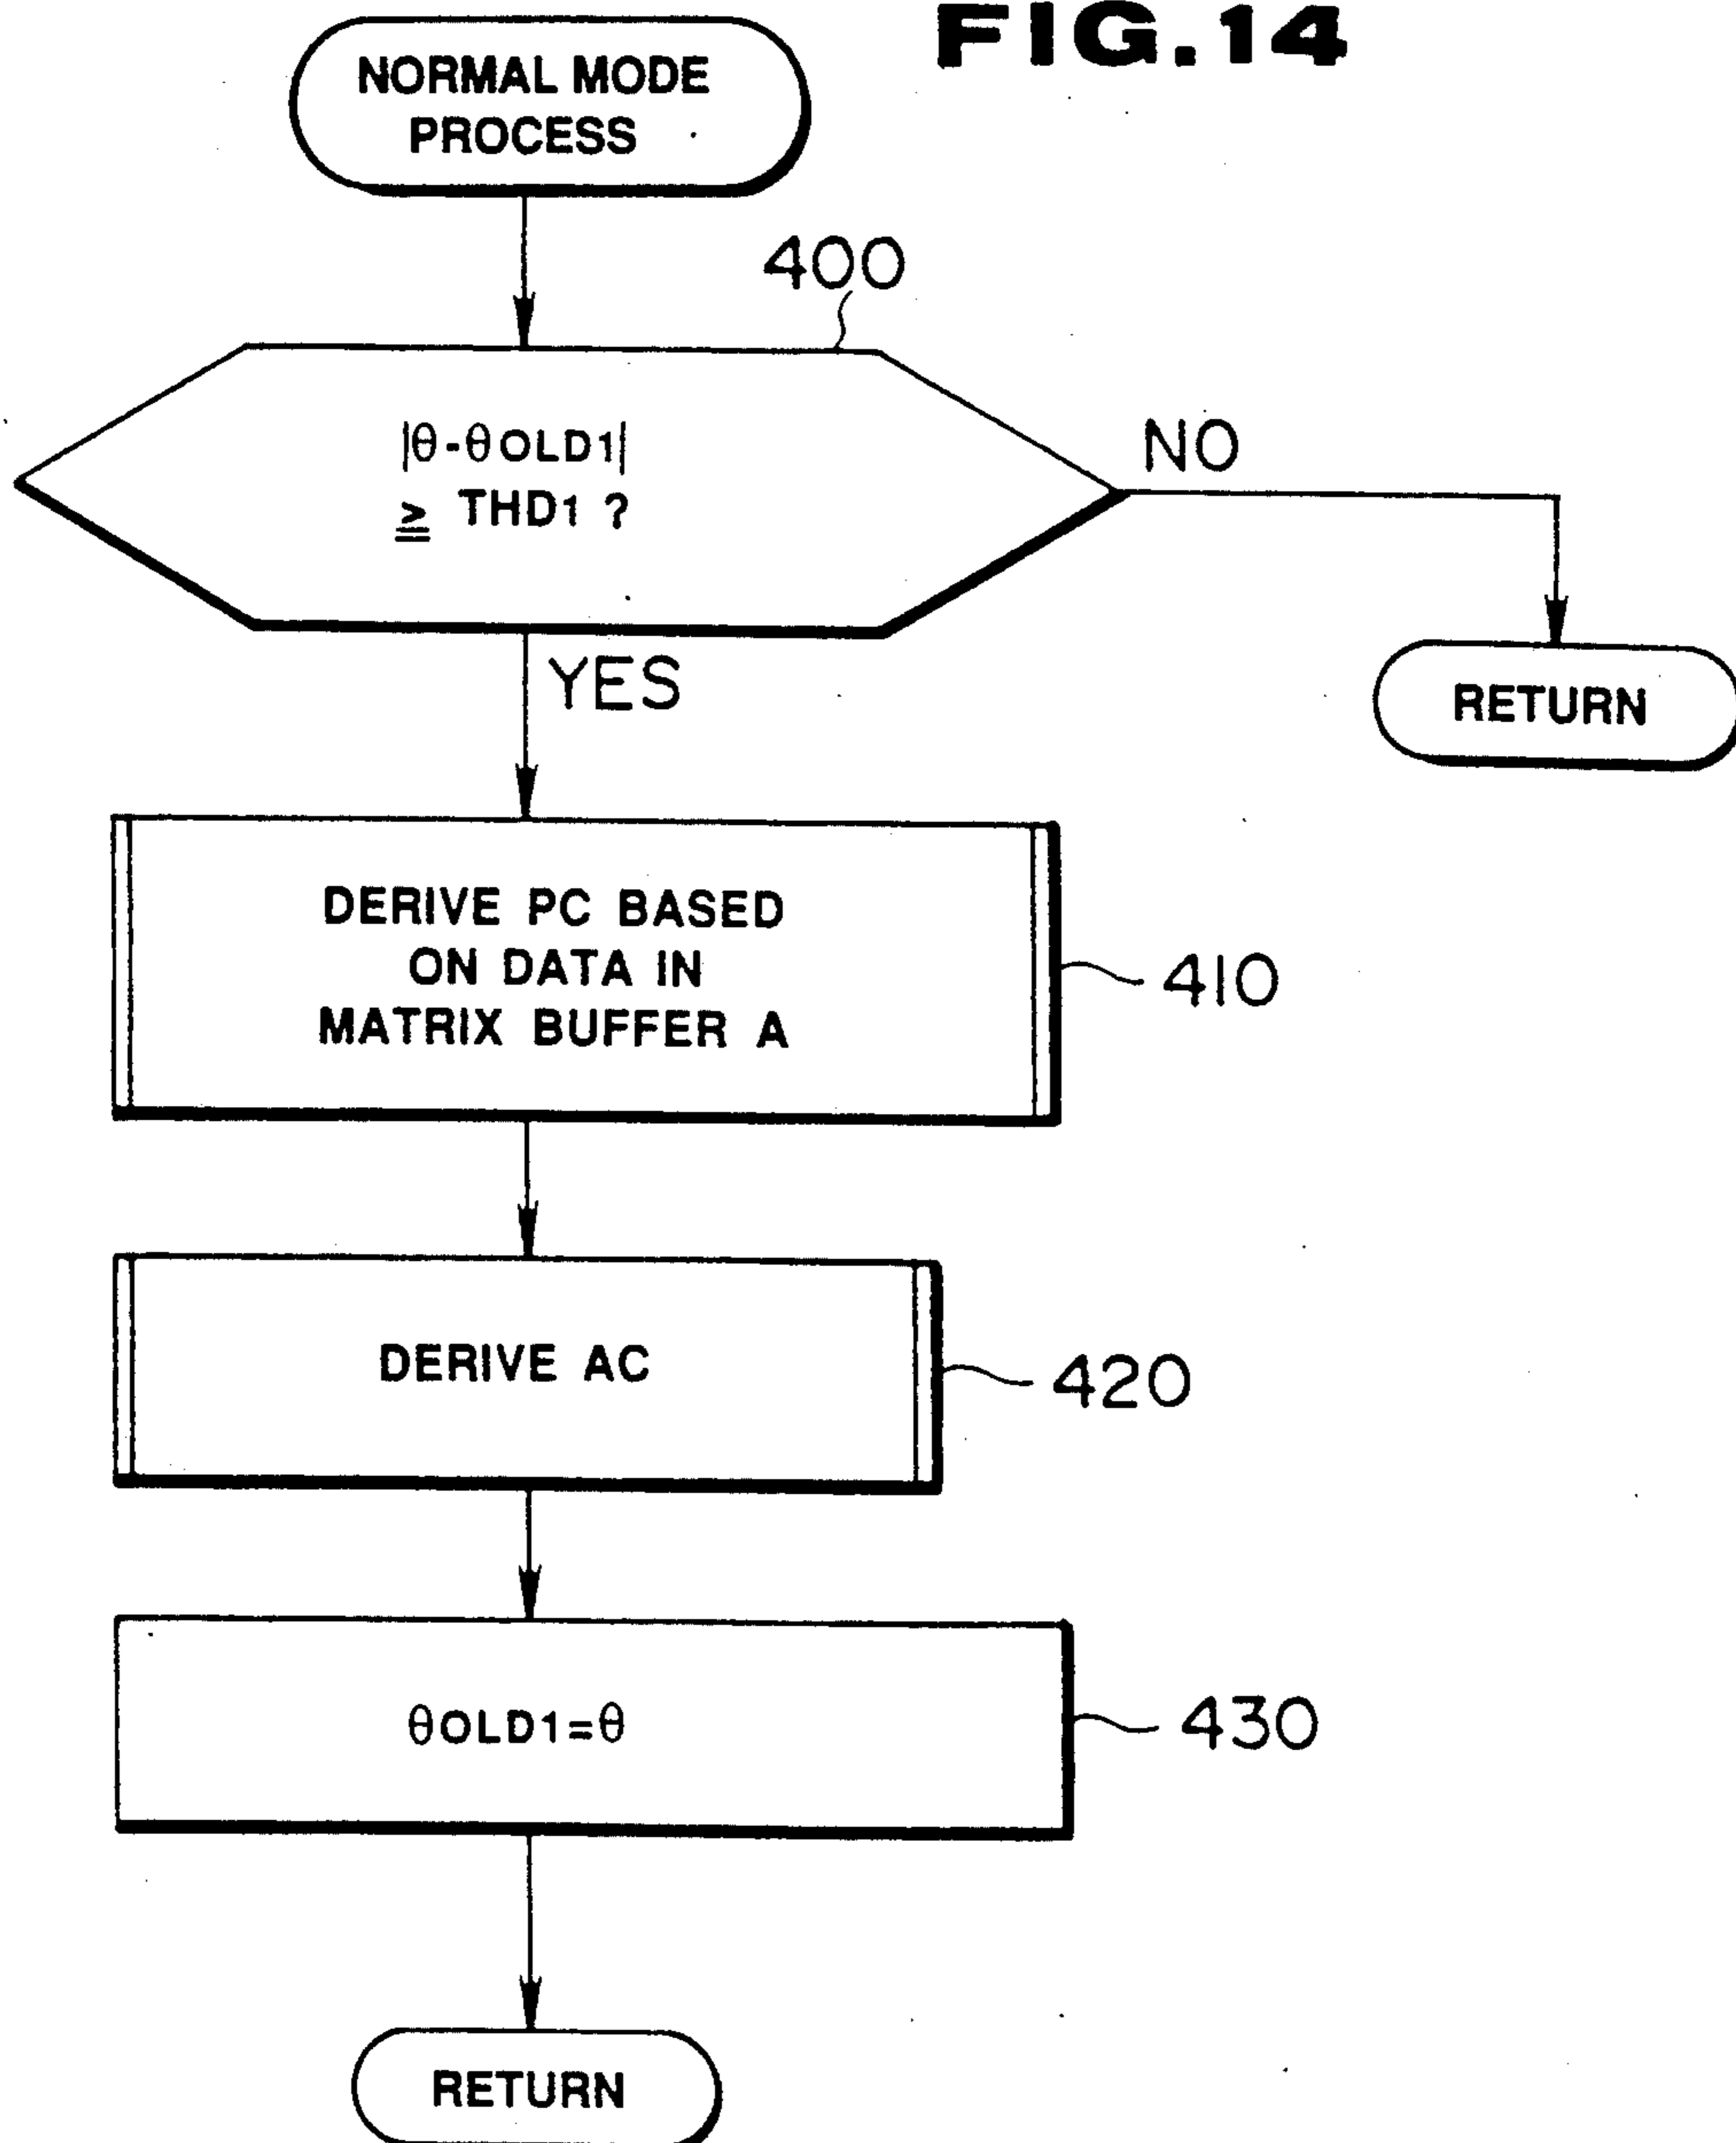 FIG.14
NORMAL MODE
PROCESS
400
|θ-θOLD1|
≧ THD1 ?
NO
YES
RETURN
DERIVE PC BASED
ON DATA IN
MATRIX BUFFER A
410
DERIVE AC
420
θOLD1=θ
430
RETURN